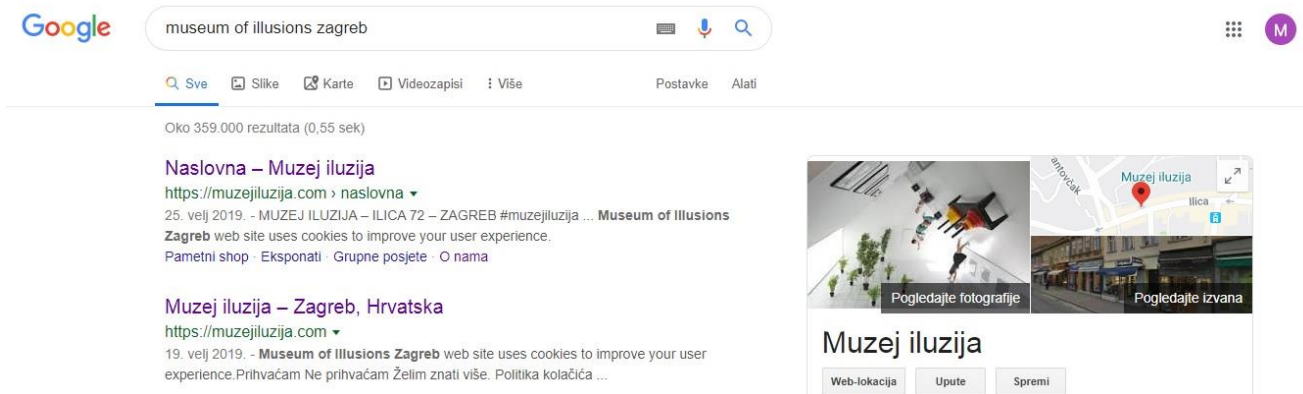 Google
museum of illusions zagreb
M
Sve Slike Karte Videozapisi Više Postavke Alati
Oko 359.000 rezultata (0,55 sek)
Naslovna – Muzej iluzija
https://muzejiluzija.com › naslovna
25. velj 2019. - MUZEJ ILUZIJA – ILICA 72 – ZAGREB #muzejiluzija ... Museum of Illusions
Zagreb web site uses cookies to improve your user experience.
Pametni shop · Eksponati · Grupne posjete · O nama
Muzej iluzija – Zagreb, Hrvatska
https://muzejiluzija.com
19. velj 2019. - Museum of Illusions Zagreb web site uses cookies to improve your user
experience.Prihvaćam Ne prihvaćam Želim znati više. Politika kolačića ...
antovčak
Muzej iluzija
Ilica
Pogledajte fotografije
Pogledajte izvana
Muzej iluzija
Web-lokacija Upute Spremi